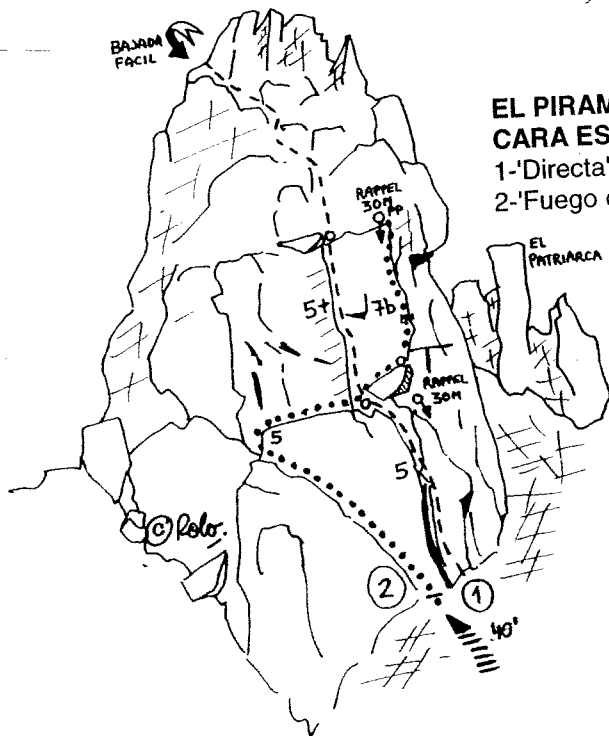 BAJADA
FACIL
EL PIRAM
CARA ES
1-'Directa'
2-'Fuego
RAPPEL
30M
PP
EL
PATRIARCA
5+
7b
RAPPEL
30M
5
5
© Rolo.
2
1
40'